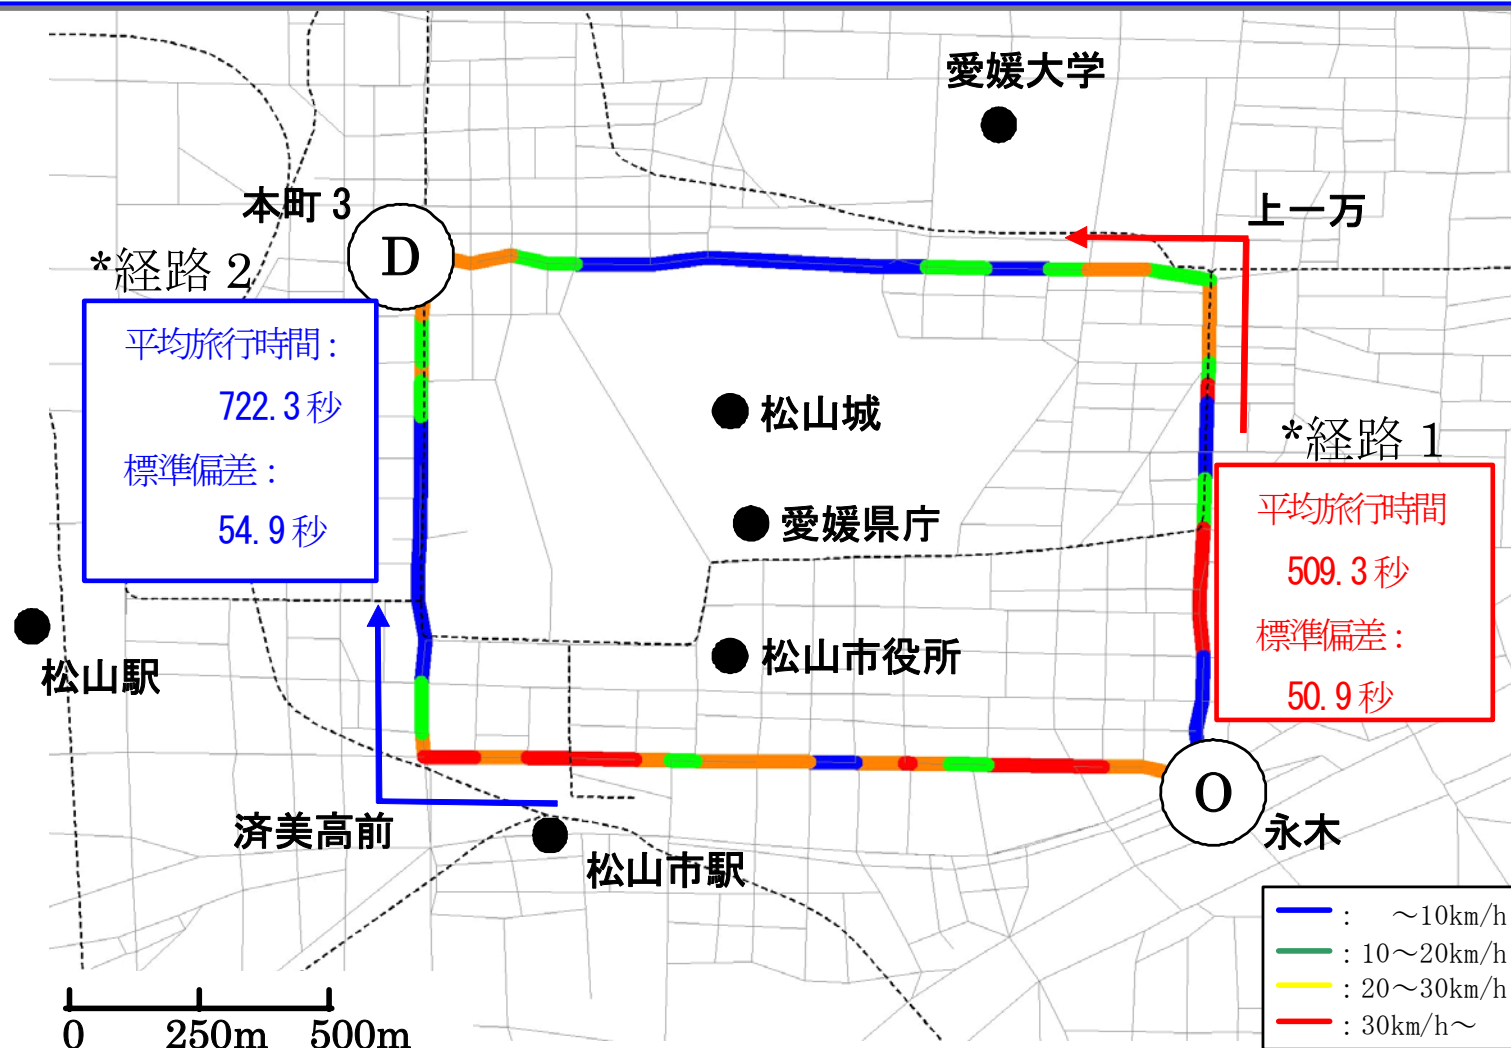 愛媛大学
本町 3
上一万
D
*経路 2
平均旅行時間：
722.3 秒
標準偏差：
54.9 秒
松山城
*経路 1
平均旅行時間
509.3 秒
標準偏差：
50.9 秒
愛媛県庁
松山市役所
松山駅
O
永木
済美高前
松山市駅
： ～10km/h
：10～20km/h
：20～30km/h
：30km/h～
0 250m 500m